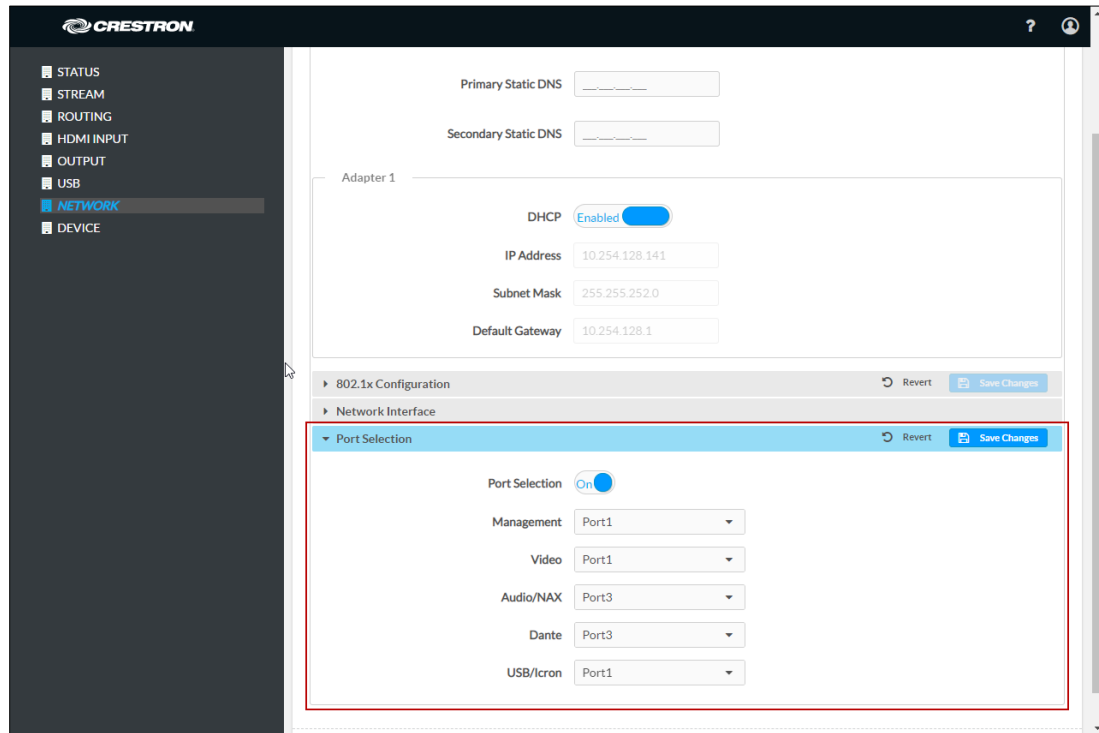 CRESTRON
?
STATUS
STREAM
ROUTING
HDMI INPUT
OUTPUT
USB
NETWORK
DEVICE
Primary Static DNS ___.___.___.___
Secondary Static DNS ___.___.___.___
Adapter 1
DHCP Enabled
IP Address 10.254.128.141
Subnet Mask 255.255.252.0
Default Gateway 10.254.128.1
802.1x Configuration Revert Save Changes
Network Interface
Port Selection Revert Save Changes
Port Selection On
Management Port1
Video Port1
Audio/NAX Port3
Dante Port3
USB/Icron Port1